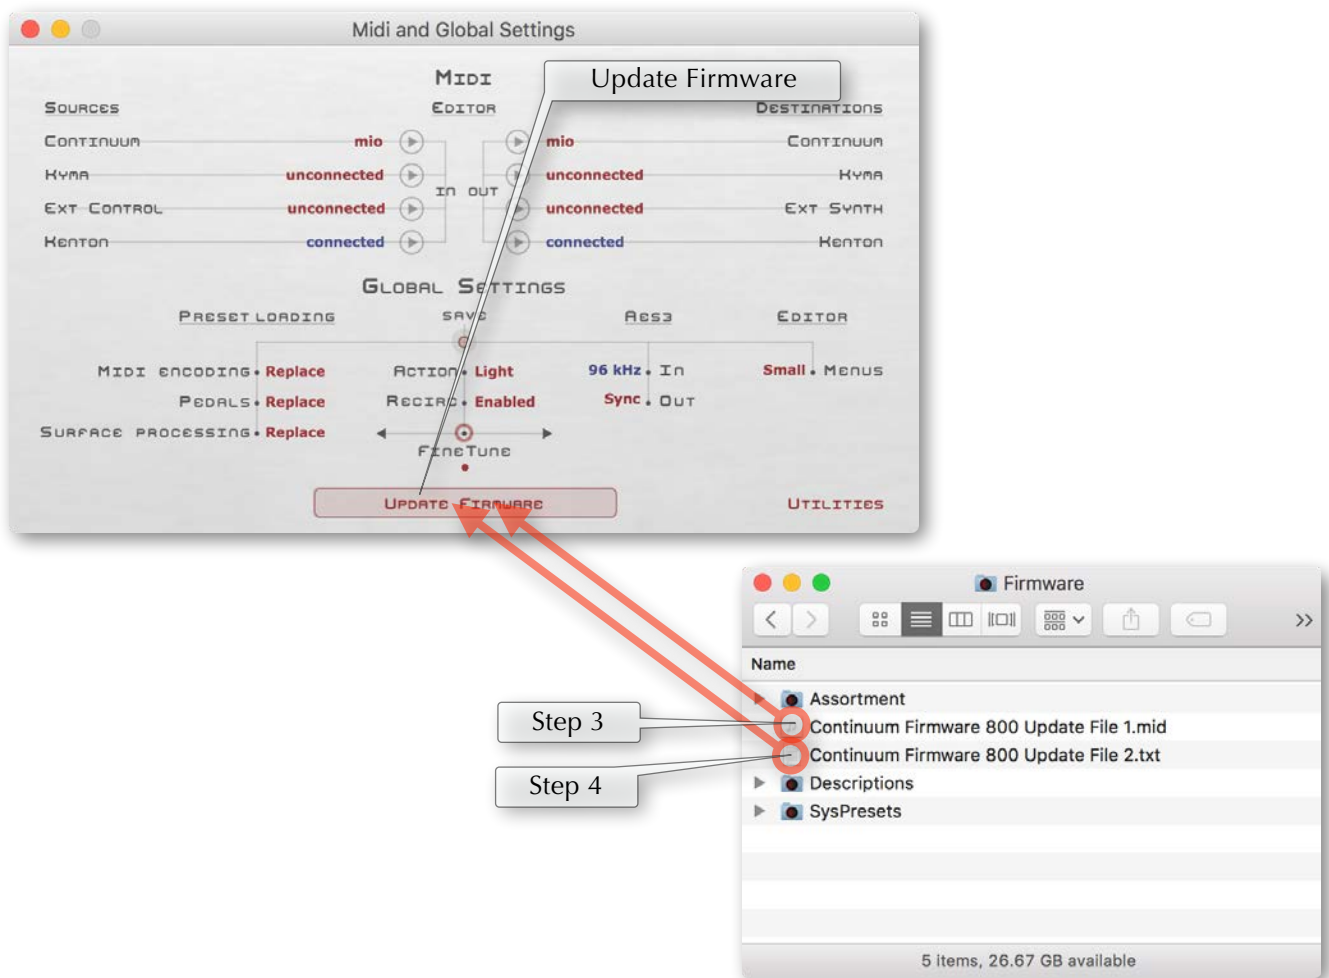 Midi and Global Settings
MIDI
Update Firmware
SOURCES EDITOR DESTINATIONS
CONTINUUM mio mio CONTINUUM
KYMA unconnected unconnected KYMA
IN OUT
EXT CONTROL unconnected unconnected EXT SYNTH
KENTON connected connected KENTON
GLOBAL SETTINGS
PRESET LOADING SAVE AES3 EDITOR
MIDI ENCODING Replace ACTION Light 96 kHz IN Small MENUS
PEDALS Replace RECIRC Enabled Sync OUT
SURFACE PROCESSING Replace
FINETUNE
UPDATE FIRMWARE UTILITIES
Firmware
Name
Assortment
Step 3
Continuum Firmware 800 Update File 1.mid
Continuum Firmware 800 Update File 2.txt
Step 4
Descriptions
SysPresets
5 items, 26.67 GB available